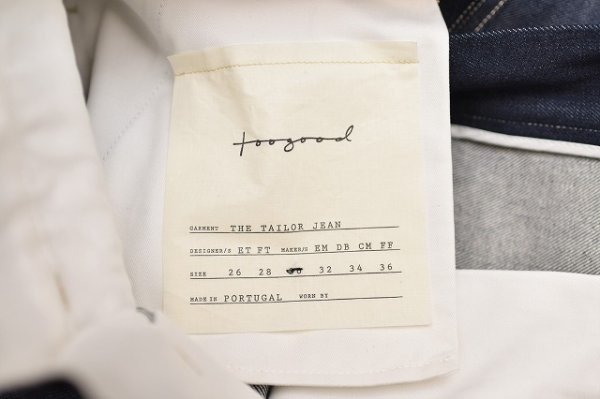 toogood
GARMENT THE TAILOR JEAN
DESIGNER/S ET FT MAKER/S EM DB CM FF
SIZE 26 28 32 34 36
MADE IN PORTUGAL WORN BY